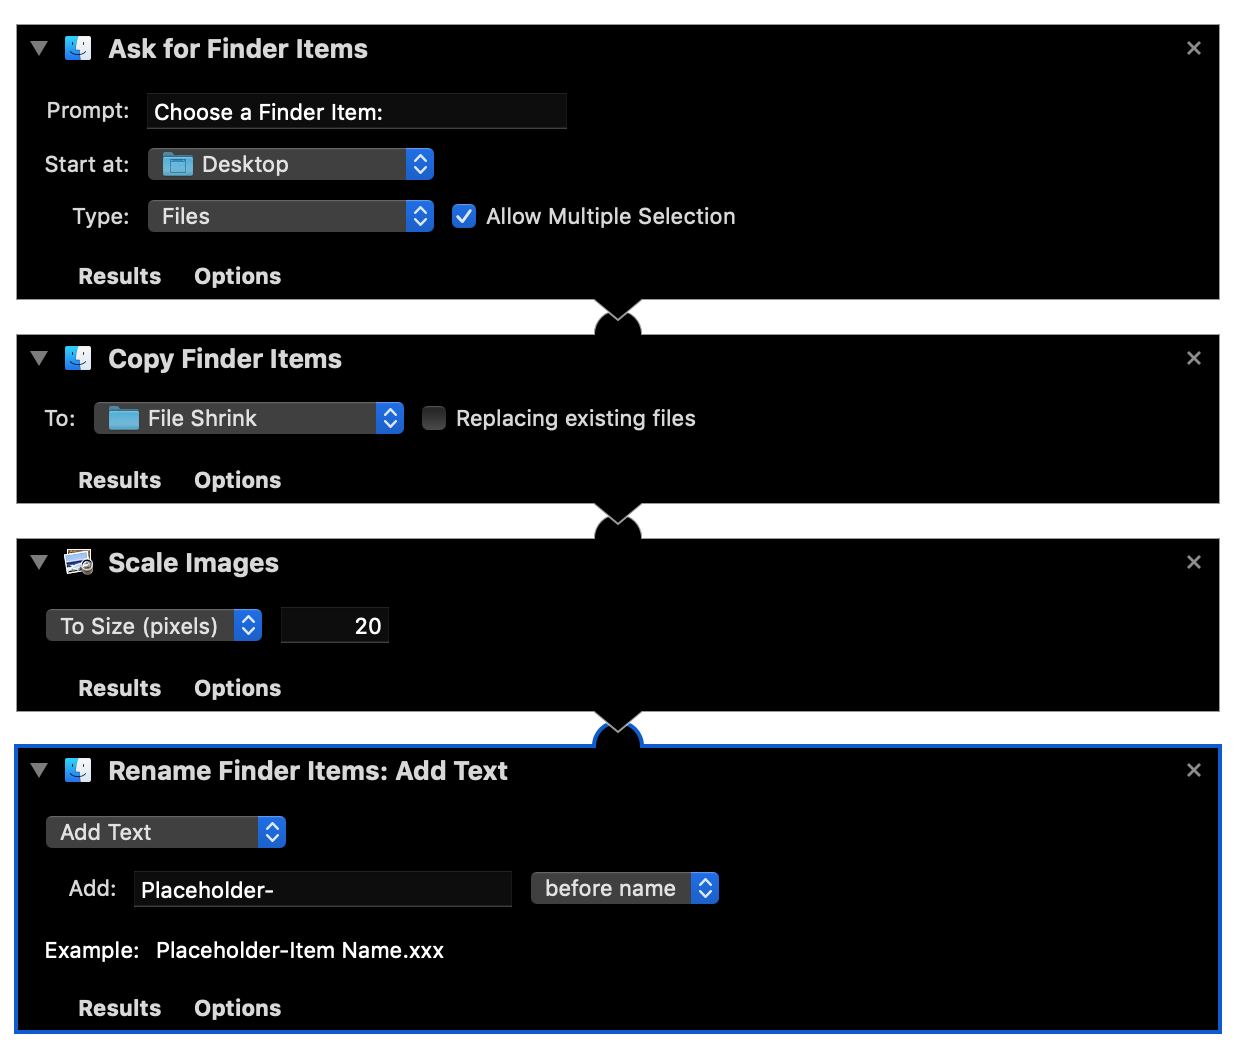 Ask for Finder Items
Prompt: Choose a Finder Item:
Start at: Desktop
Type: Files Allow Multiple Selection
Results Options
Copy Finder Items
To: File Shrink Replacing existing files
Results Options
Scale Images
To Size (pixels) 20
Results Options
Rename Finder Items: Add Text
Add Text
Add: Placeholder- before name
Example: Placeholder-Item Name.xxx
Results Options